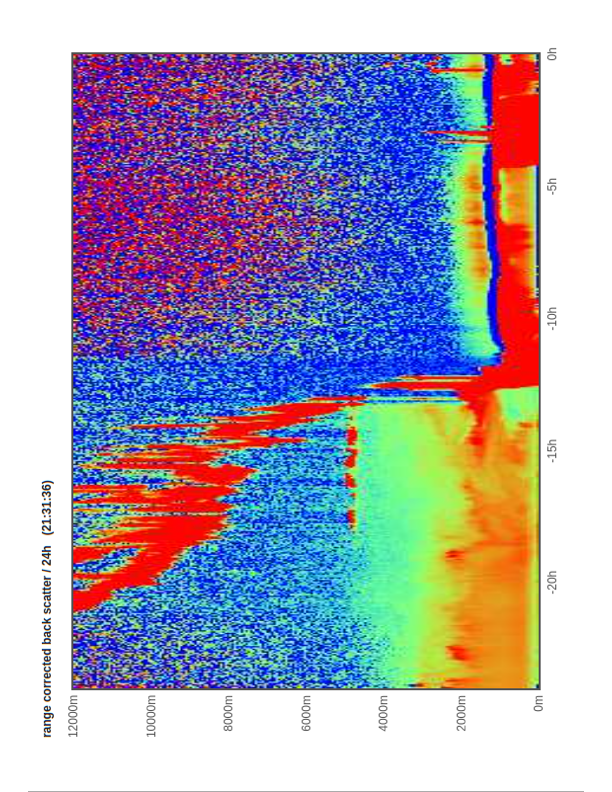 range corrected back scatter / 24h (21:31:36)
12000m
10000m
8000m
6000m
4000m
2000m
0m
-20h
-15h
-10h
-5h
0h